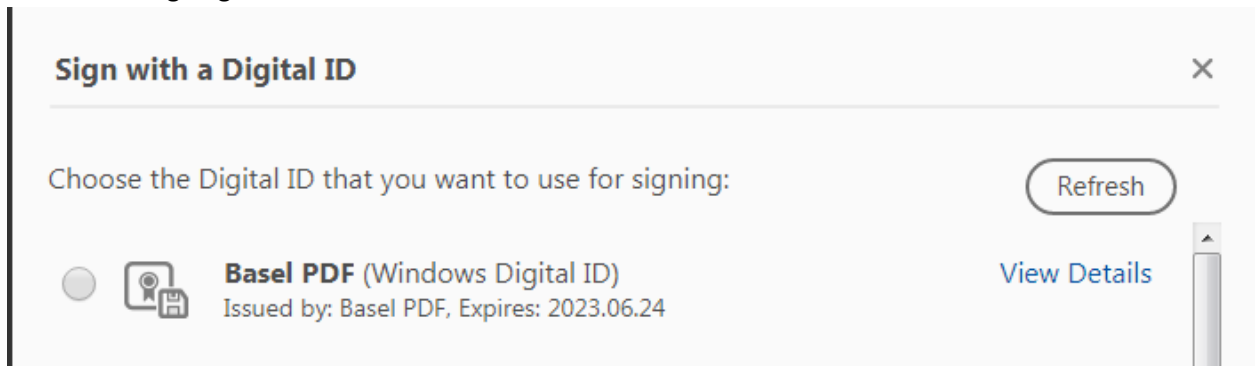 Sign with a Digital ID
Choose the Digital ID that you want to use for signing:
Refresh
Basel PDF (Windows Digital ID)
View Details
Issued by: Basel PDF, Expires: 2023.06.24